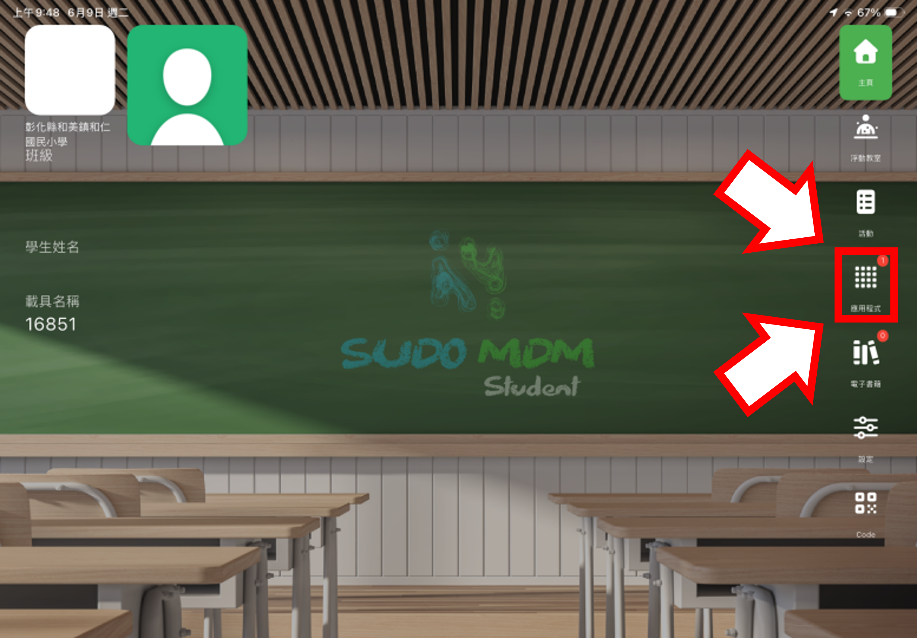 上午9:48 6月9日 週二
67%
彰化縣和美鎮和仁
國民小學
班級
學生姓名
載具名稱
16851
SUDO MDM
Student
主頁
浮動教室
活動
1
應用程式
0
電子書籍
設定
Code